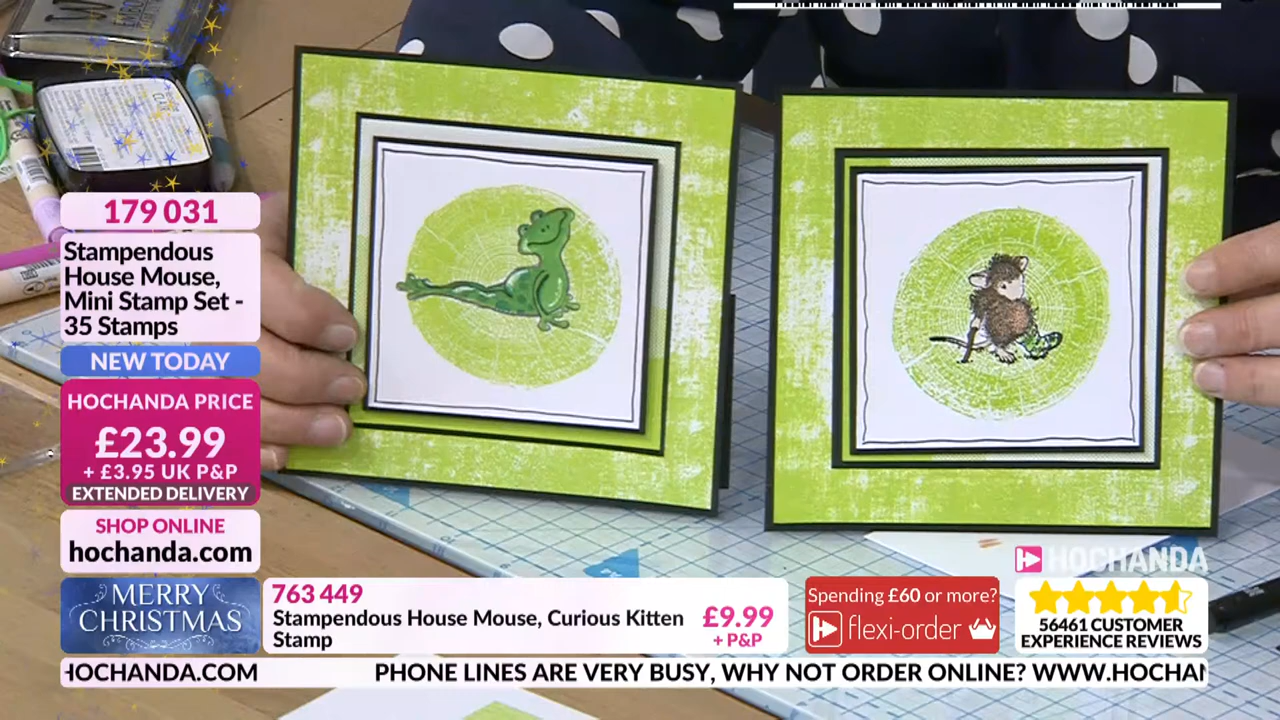 179 031
Stampendous
House Mouse,
Mini Stamp Set -
35 Stamps
NEW TODAY
HOCHANDA PRICE
£23.99
+ £3.95 UK P&P
EXTENDED DELIVERY
SHOP ONLINE
hochanda.com
MERRY
CHRISTMAS
763 449
Stampendous House Mouse, Curious Kitten
Stamp
£9.99
+ P&P
Spending £60 or more?
flexi-order
HOCHANDA
56461 CUSTOMER
EXPERIENCE REVIEWS
HOCHANDA.COM PHONE LINES ARE VERY BUSY, WHY NOT ORDER ONLINE? WWW.HOCHAN